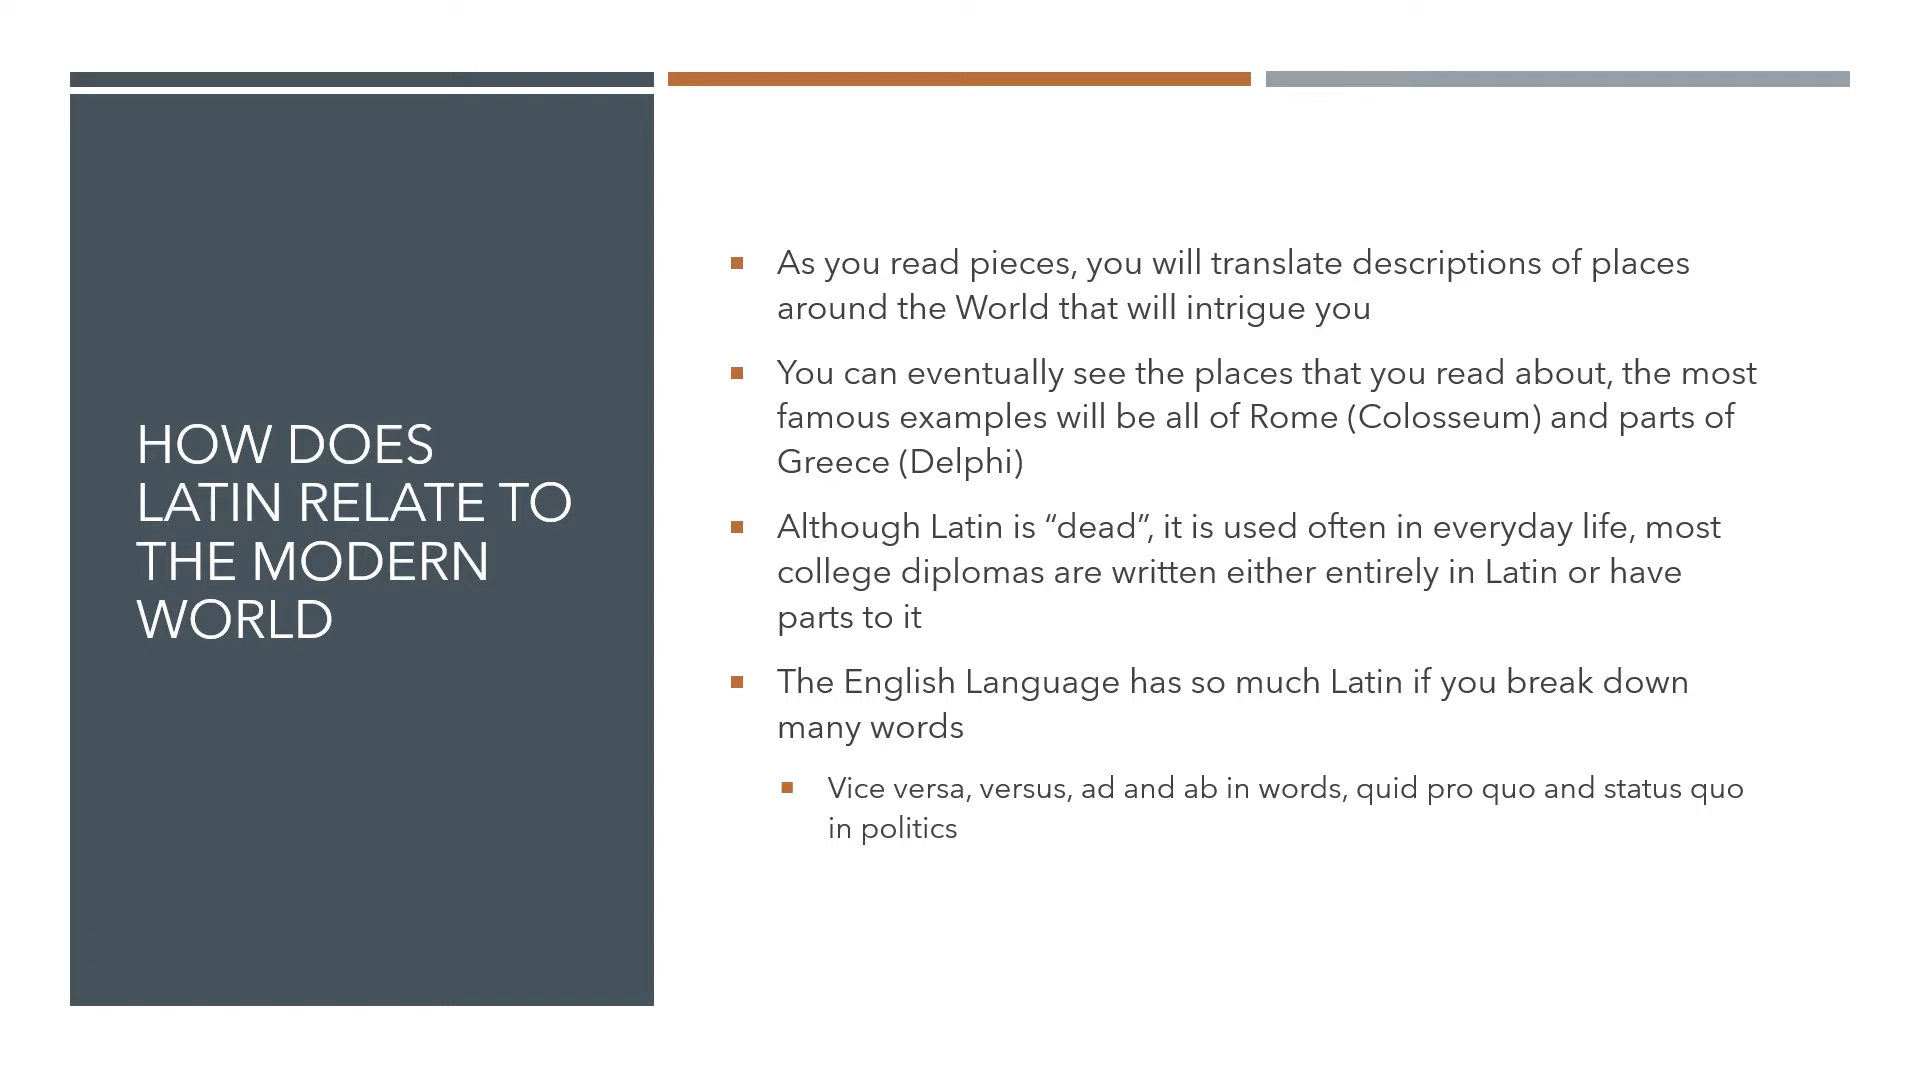 HOW DOES
LATIN RELATE TO
THE MODERN
WORLD
As you read pieces, you will translate descriptions of places
around the World that will intrigue you
You can eventually see the places that you read about, the most
famous examples will be all of Rome (Colosseum) and parts of
Greece (Delphi)
Although Latin is “dead”, it is used often in everyday life, most
college diplomas are written either entirely in Latin or have
parts to it
The English Language has so much Latin if you break down
many words
Vice versa, versus, ad and ab in words, quid pro quo and status quo
in politics